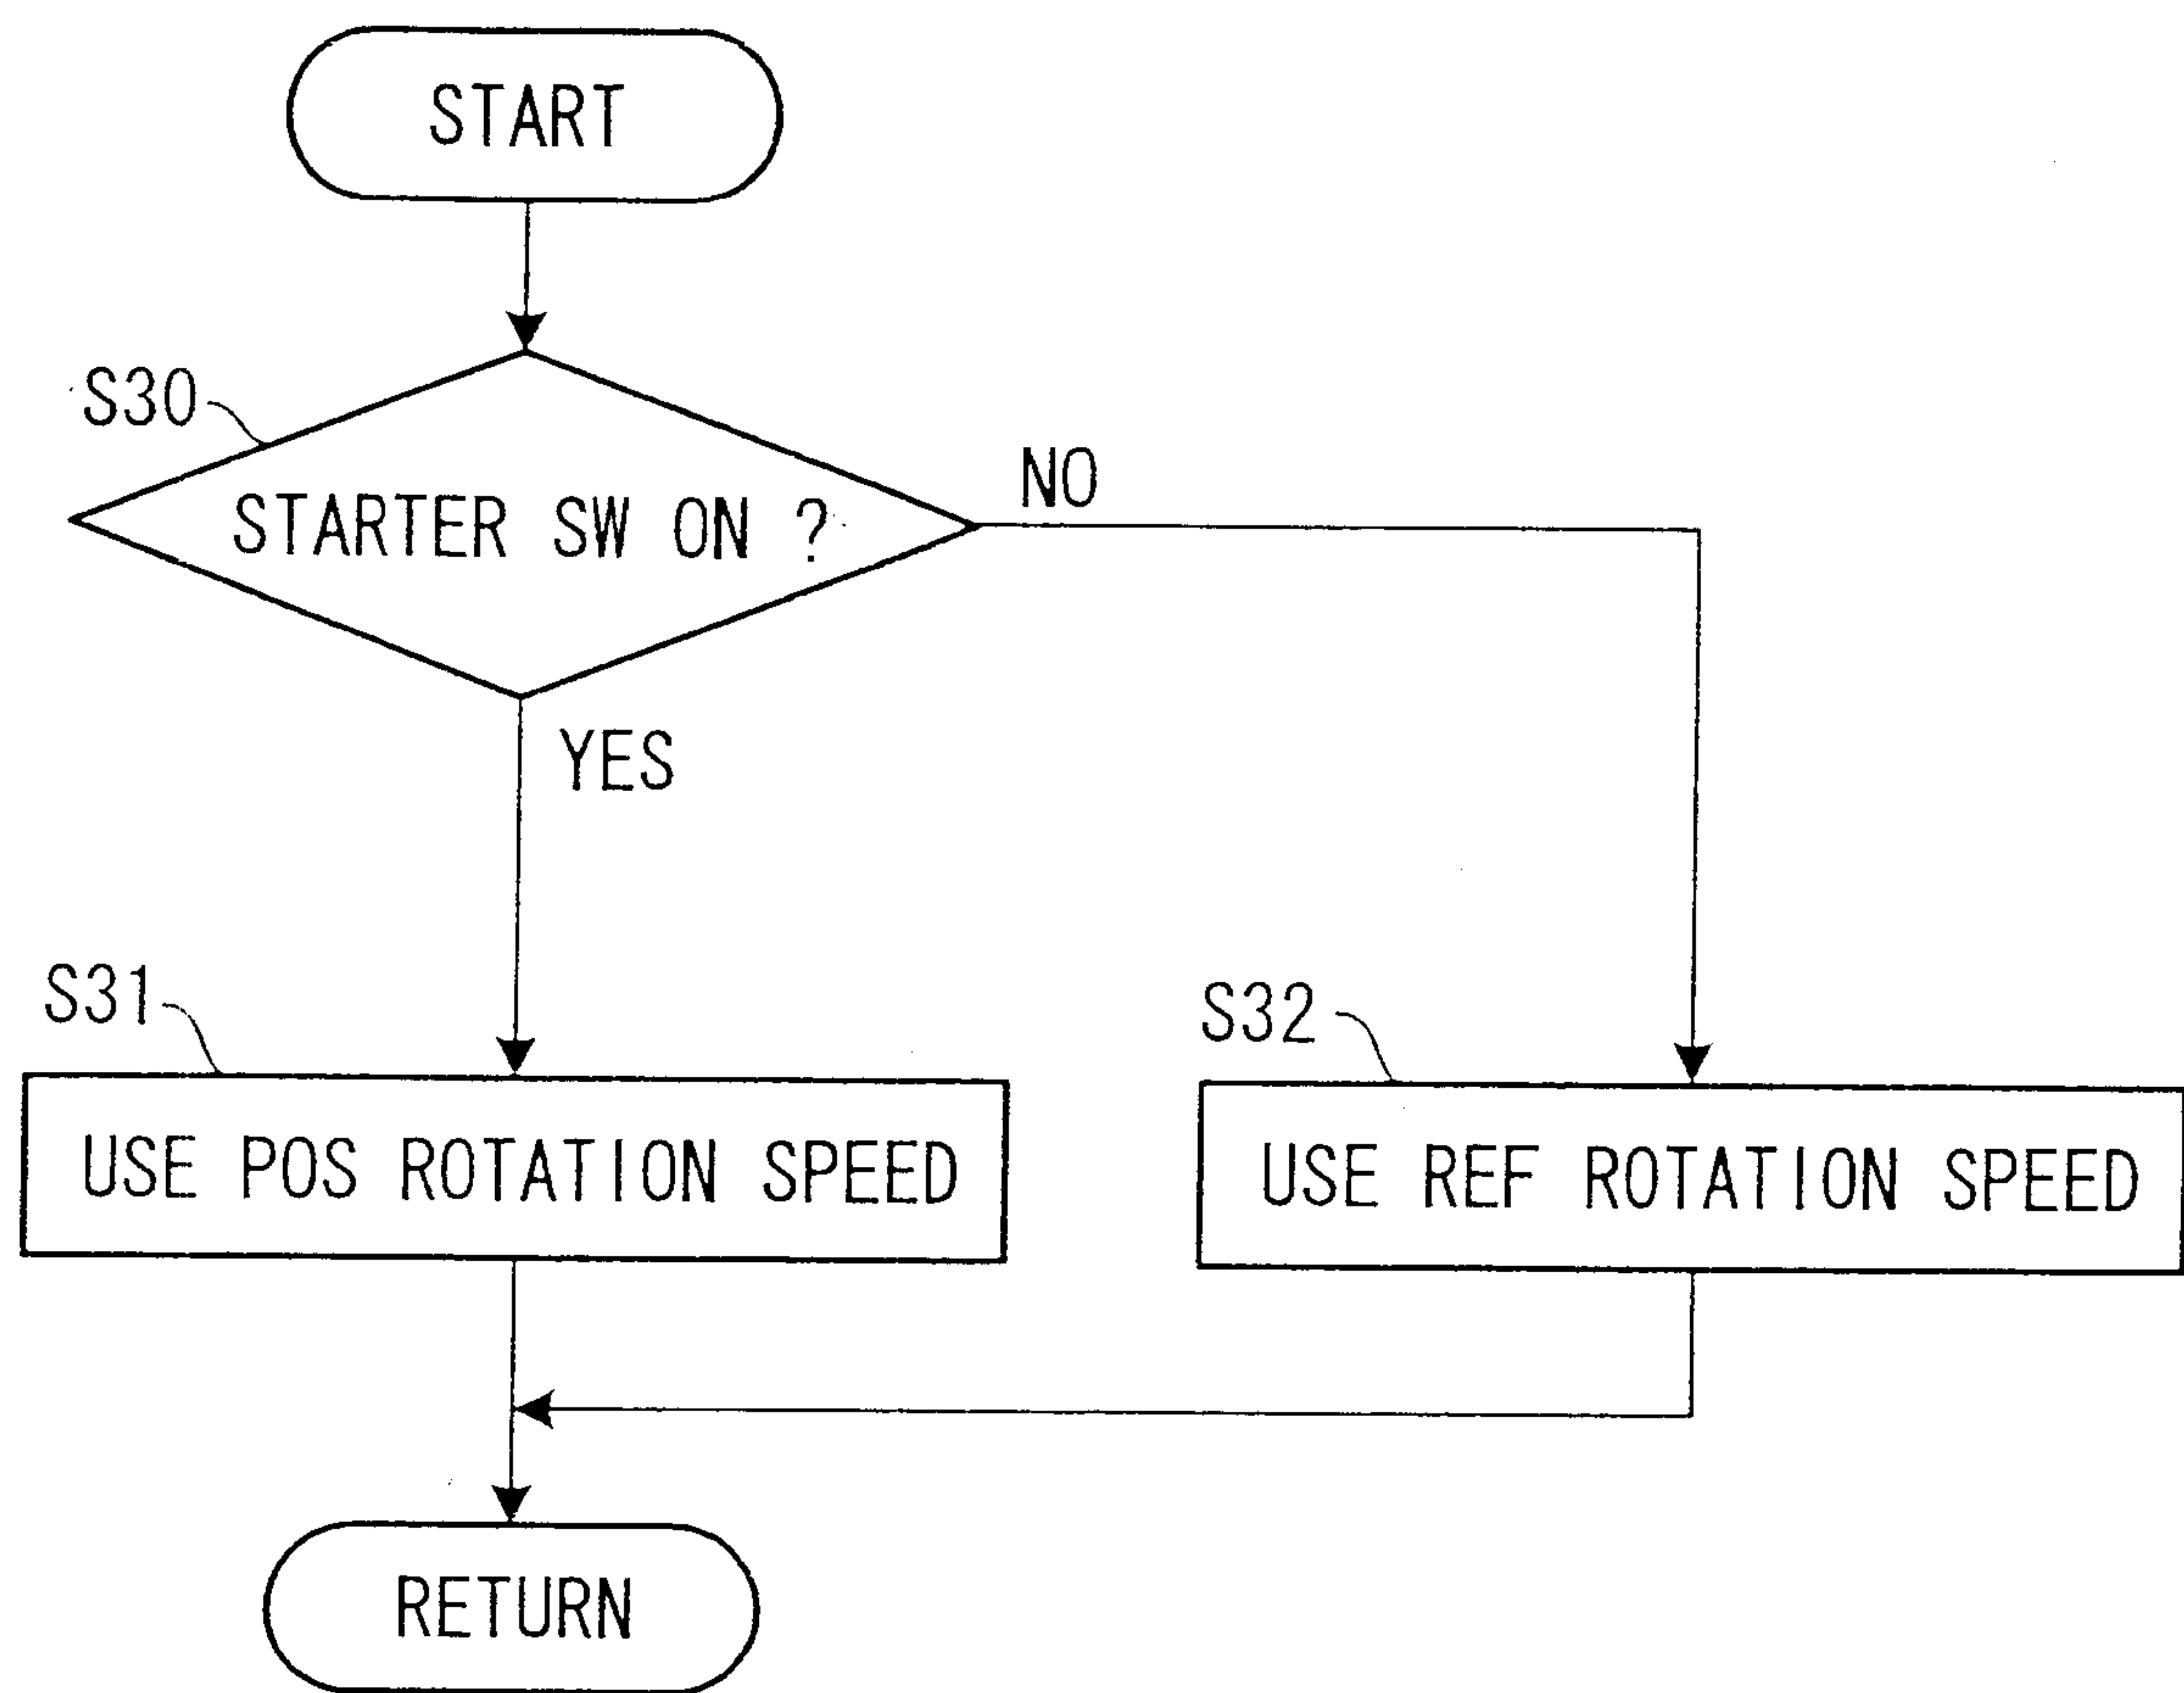 START
S30
STARTER SW ON ?
NO
YES
S31
USE POS ROTATION SPEED
S32
USE REF ROTATION SPEED
RETURN